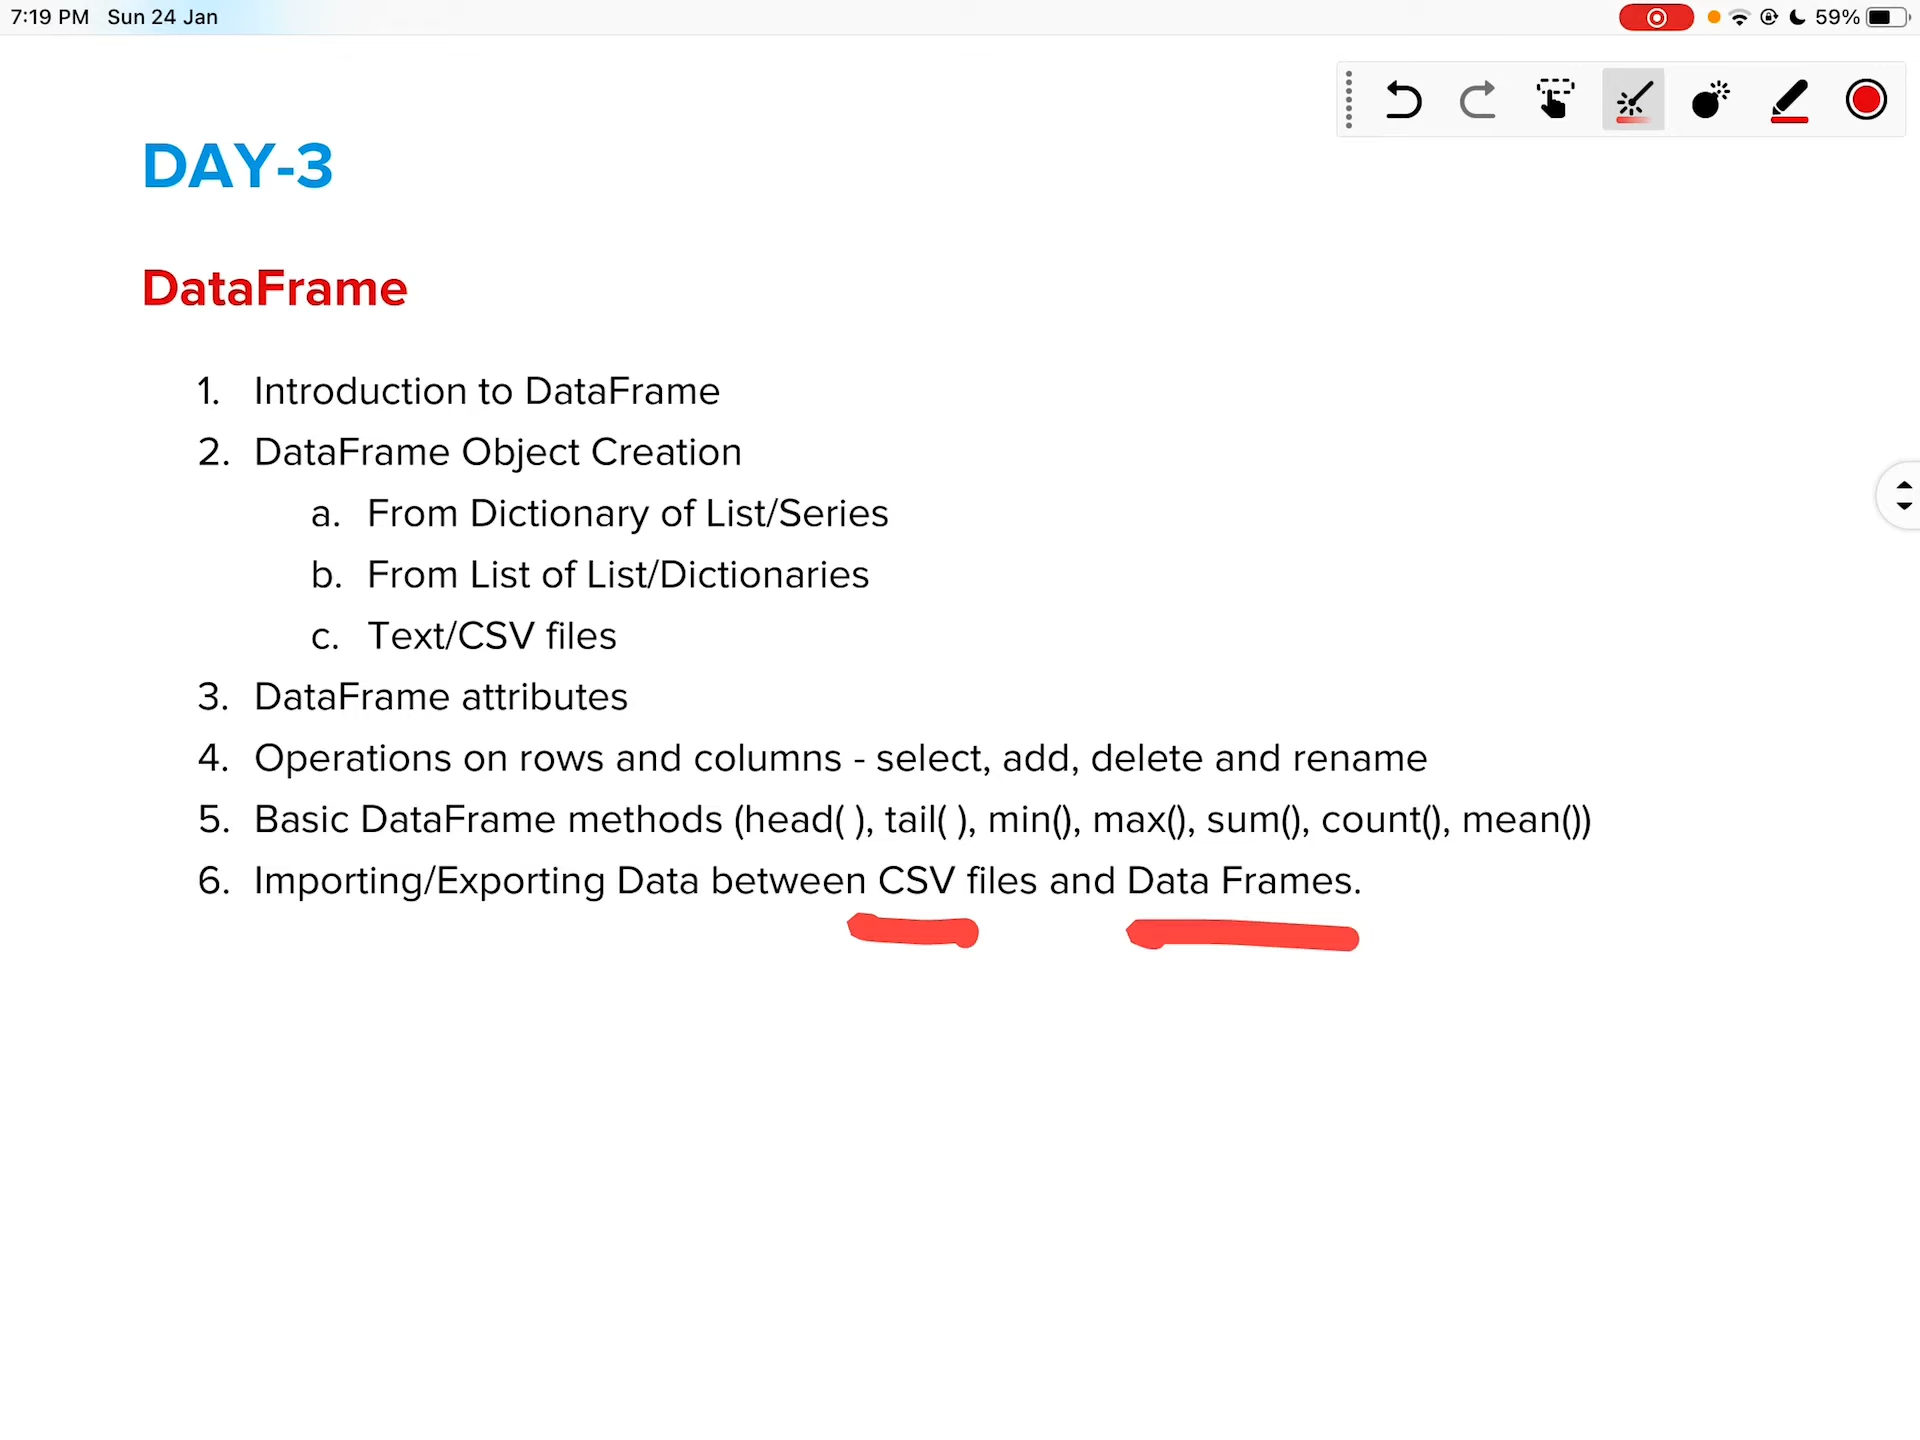 7:19 PM Sun 24 Jan 59%
DAY-3
DataFrame
1. Introduction to DataFrame
2. DataFrame Object Creation
a. From Dictionary of List/Series
b. From List of List/Dictionaries
c. Text/CSV files
3. DataFrame attributes
4. Operations on rows and columns - select, add, delete and rename
5. Basic DataFrame methods (head( ), tail( ), min(), max(), sum(), count(), mean())
6. Importing/Exporting Data between CSV files and Data Frames.